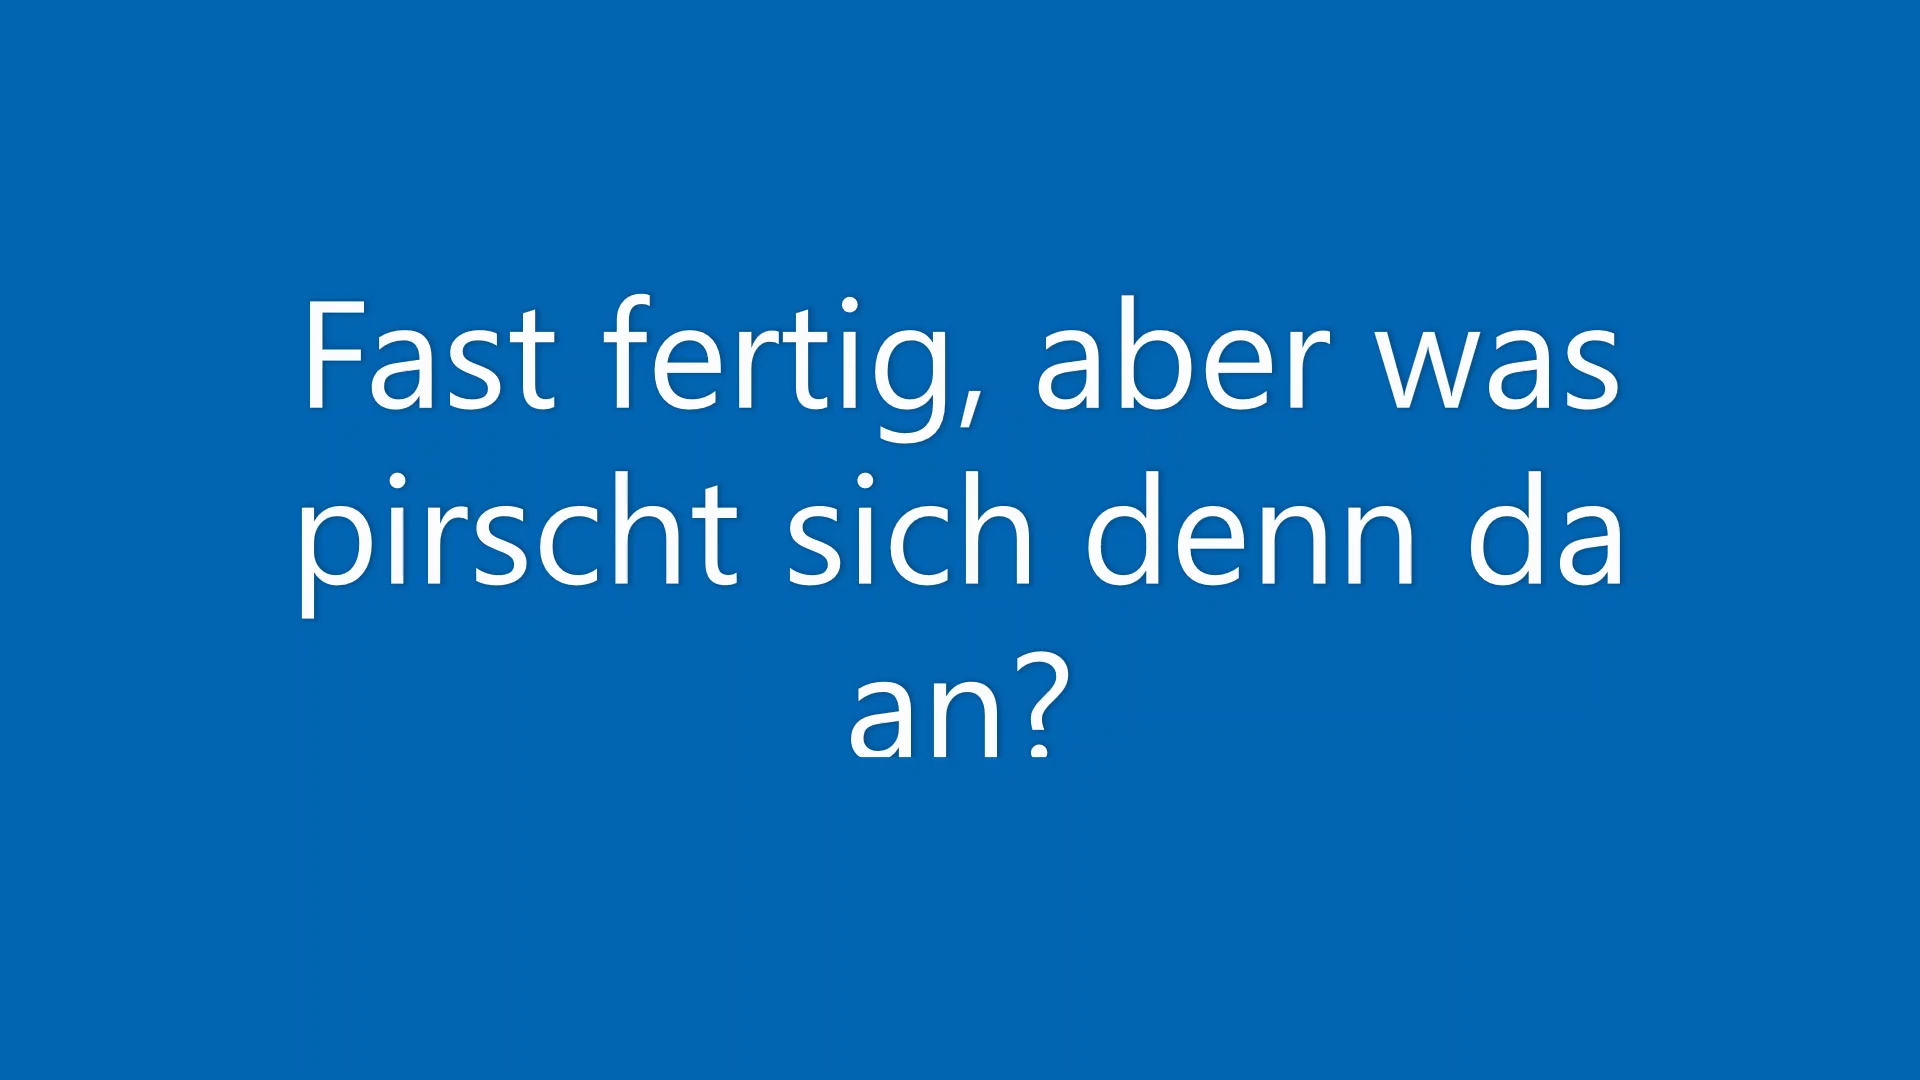 Fast fertig, aber was
pirscht sich denn da
an?